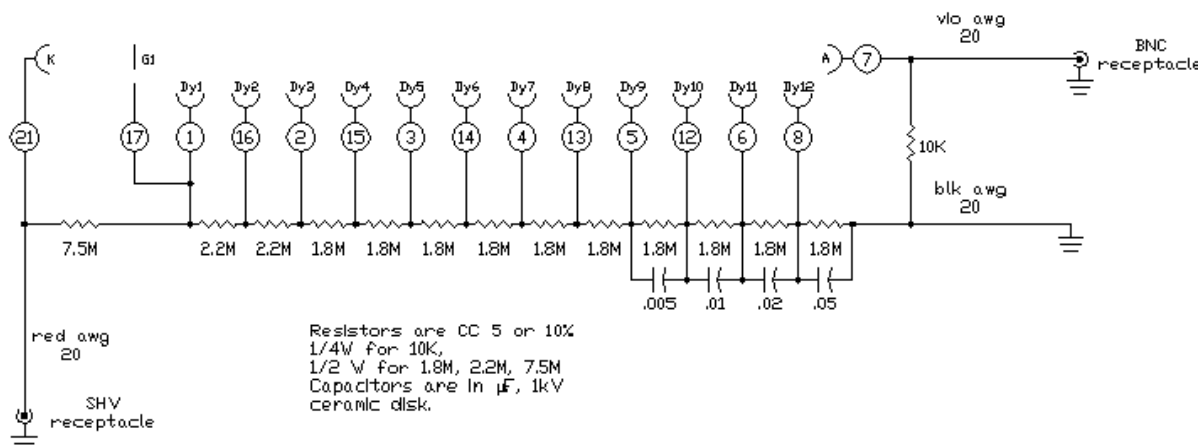 vlo awg
20
BNC
receptacle
K
G1
A
7
Dy1 Dy2 Dy3 Dy4 Dy5 Dy6 Dy7 Dy8 Dy9 Dy10 Dy11 Dy12
21 17 1 16 2 15 3 14 4 13 5 12 6 8
10K
blk awg
20
7.5M 2.2M 2.2M 1.8M 1.8M 1.8M 1.8M 1.8M 1.8M 1.8M 1.8M 1.8M 1.8M
.005 .01 .02 .05
red awg
20
Resistors are CC 5 or 10%
1/4W for 10K,
1/2 W for 1.8M, 2.2M, 7.5M
Capacitors are in µF, 1kV
ceramic disk.
SHV
receptacle